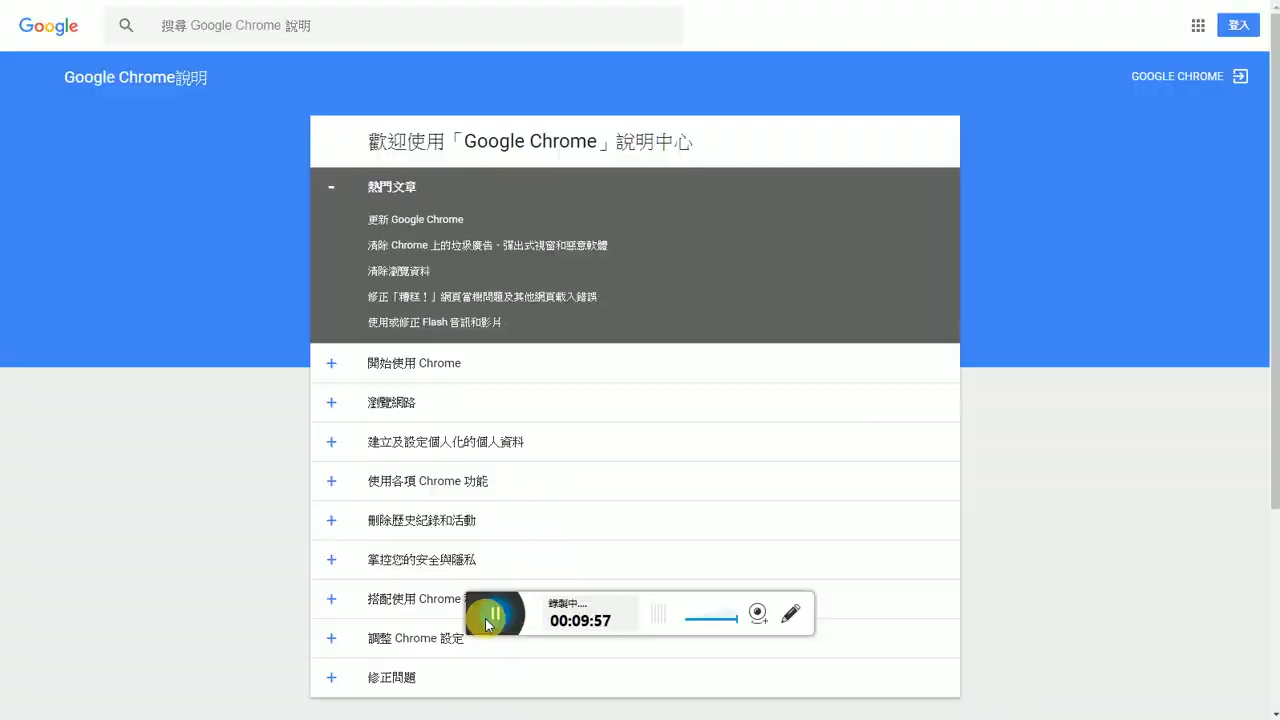 Google
搜尋 Google Chrome 說明
登入
Google Chrome說明
GOOGLE CHROME
歡迎使用「Google Chrome」說明中心
熱門文章
更新 Google Chrome
清除 Chrome 上的垃圾廣告、彈出式視窗和惡意軟體
清除瀏覽資料
修正「糟糕！」網頁當機問題及其他網頁載入錯誤
使用或修正 Flash 音訊和影片
開始使用 Chrome
瀏覽網路
建立及設定個人化的個人資料
使用各項 Chrome 功能
刪除歷史紀錄和活動
掌控您的安全與隱私
搭配使用 Chrome
錄製中....
00:09:57
調整 Chrome 設定
修正問題